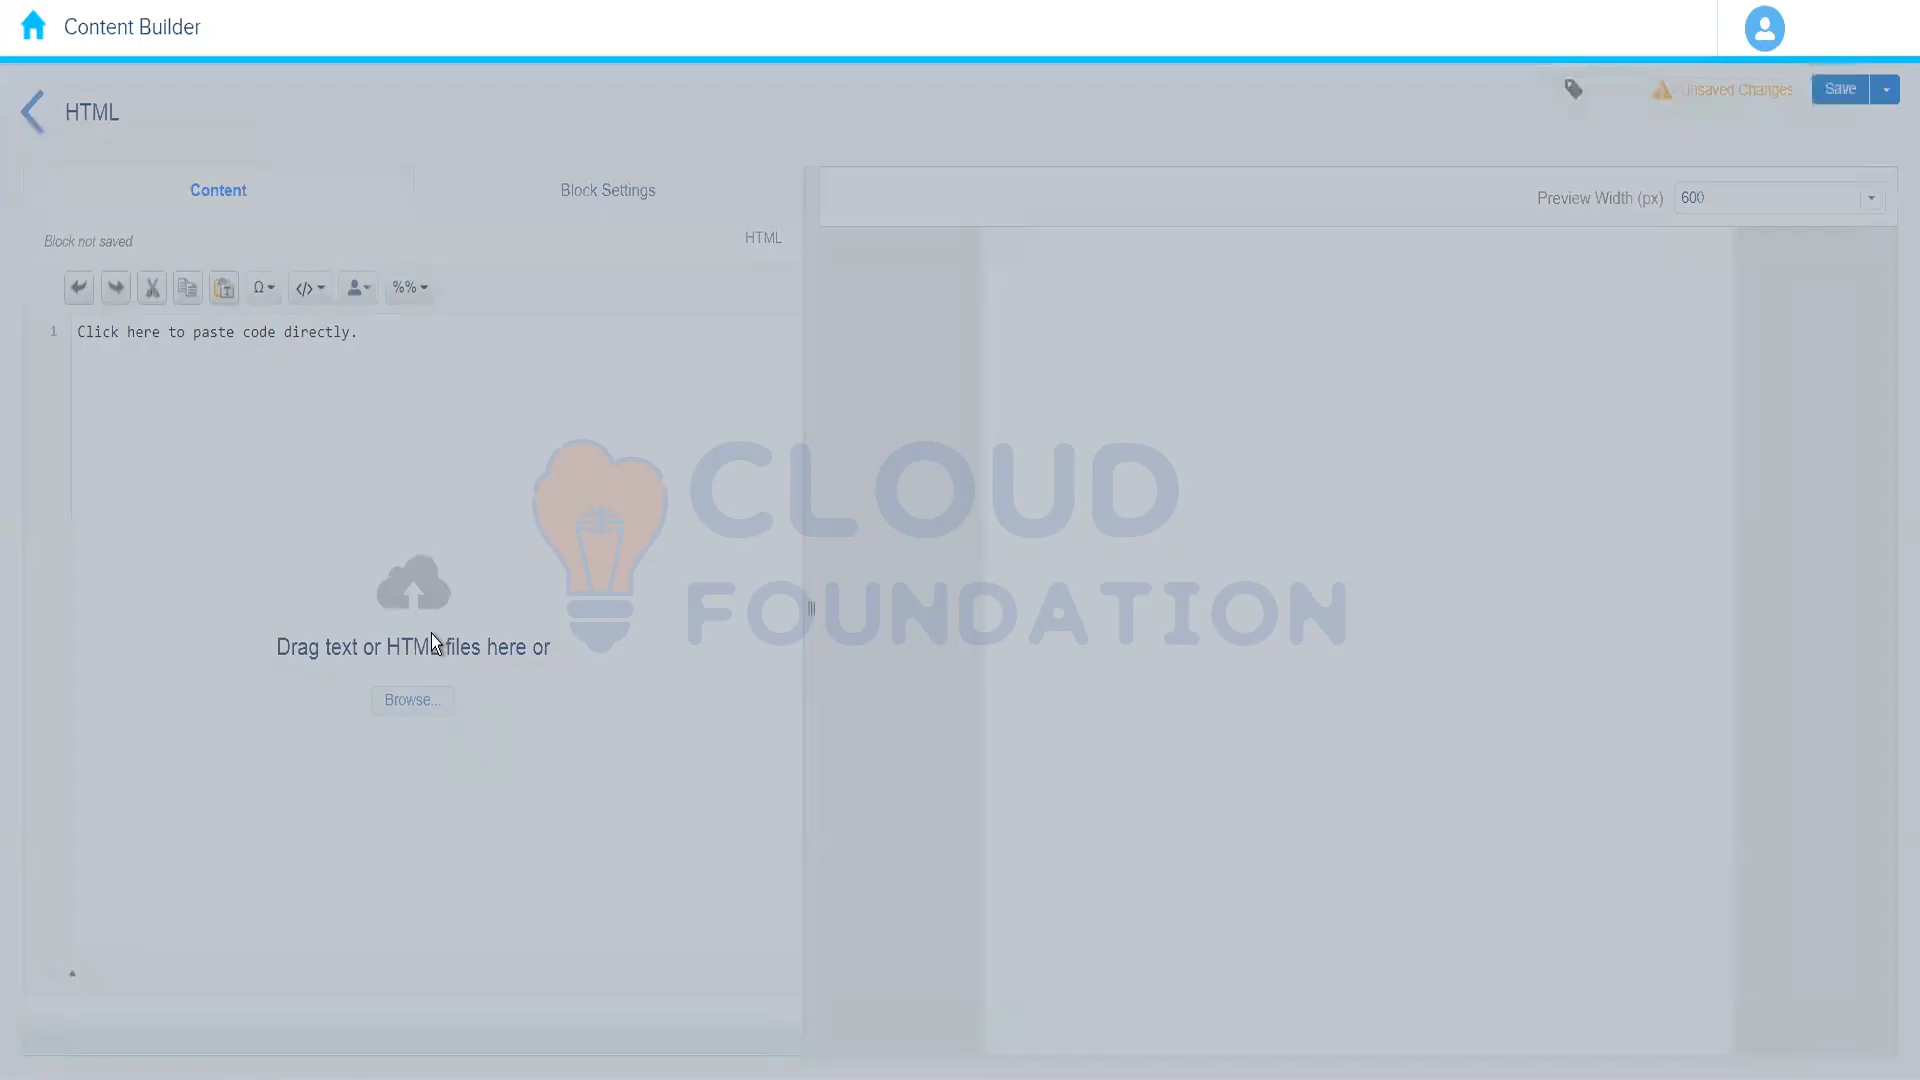 Content Builder
HTML
Unsaved Changes
Save
Content
Block Settings
Preview Width (px)
600
Block not saved
HTML
Ω
</>
%%
1
Click here to paste code directly.
CLOUD
FOUNDATION
Drag text or HTML files here or
Browse...